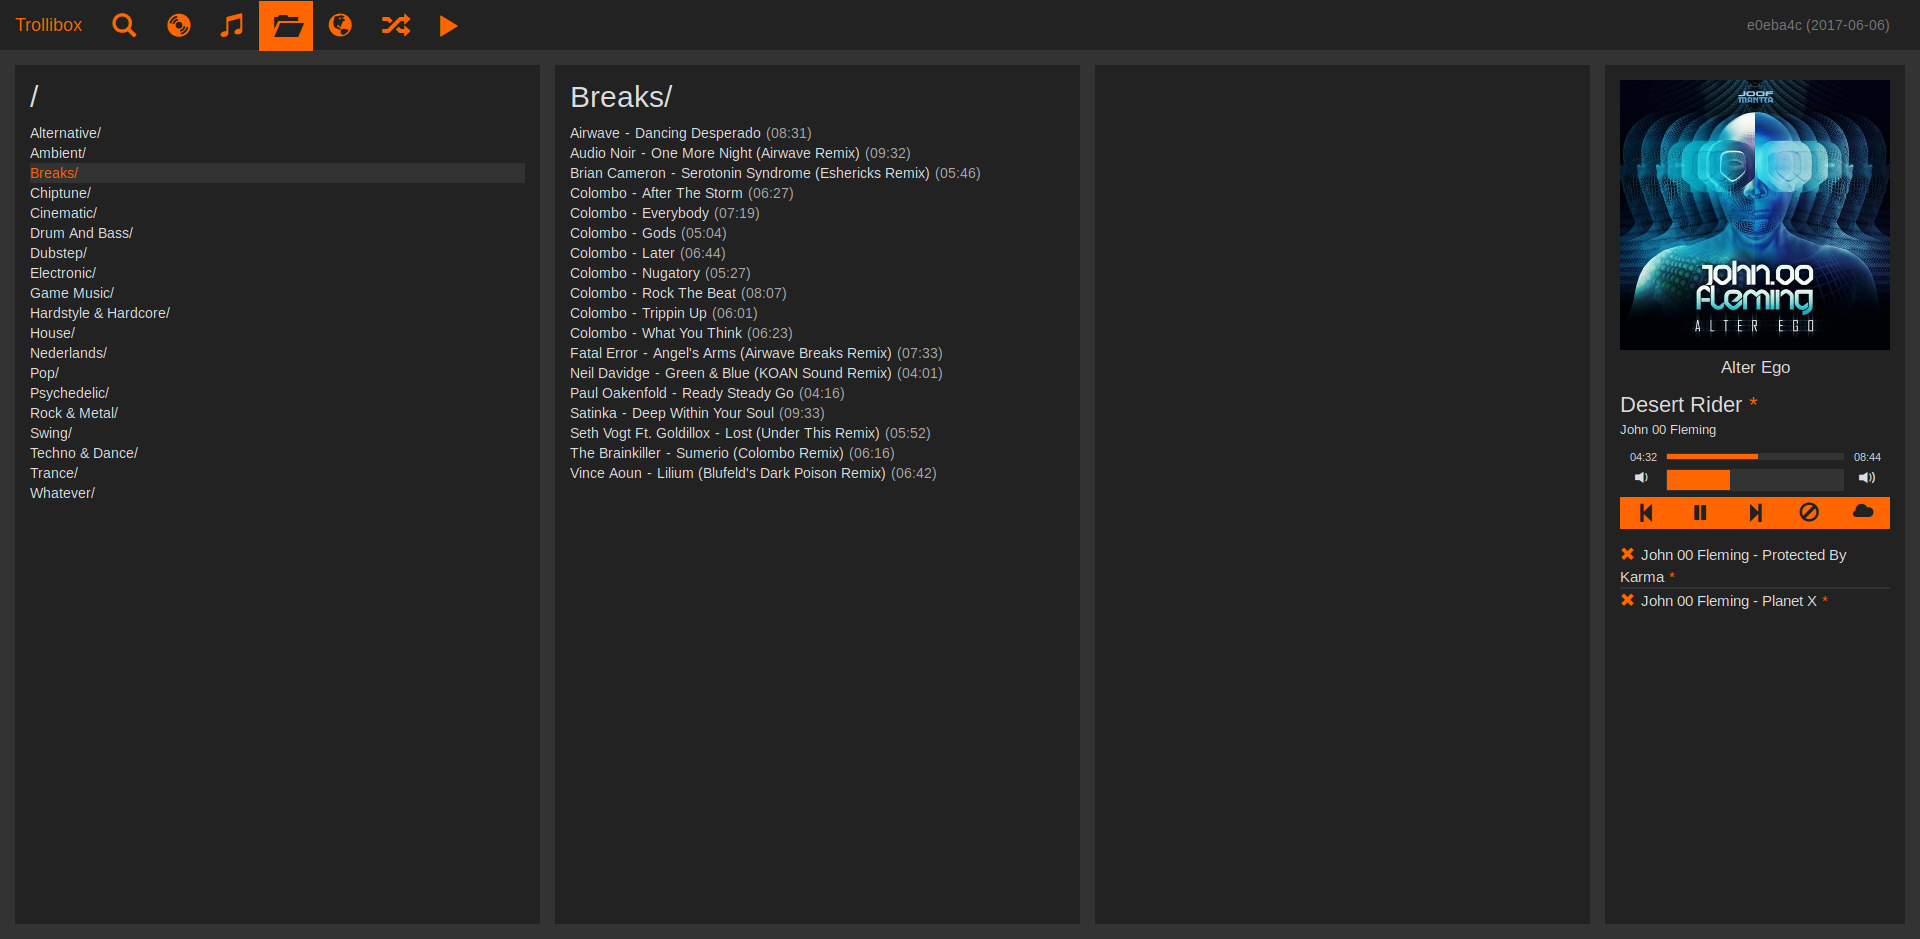 Trollibox
e0eba4c (2017-06-06)
/
Alternative/
Ambient/
Breaks/
Chiptune/
Cinematic/
Drum And Bass/
Dubstep/
Electronic/
Game Music/
Hardstyle & Hardcore/
House/
Nederlands/
Pop/
Psychedelic/
Rock & Metal/
Swing/
Techno & Dance/
Trance/
Whatever/
Breaks/
Airwave - Dancing Desperado (08:31)
Audio Noir - One More Night (Airwave Remix) (09:32)
Brian Cameron - Serotonin Syndrome (Eshericks Remix) (05:46)
Colombo - After The Storm (06:27)
Colombo - Everybody (07:19)
Colombo - Gods (05:04)
Colombo - Later (06:44)
Colombo - Nugatory (05:27)
Colombo - Rock The Beat (08:07)
Colombo - Trippin Up (06:01)
Colombo - What You Think (06:23)
Fatal Error - Angel's Arms (Airwave Breaks Remix) (07:33)
Neil Davidge - Green & Blue (KOAN Sound Remix) (04:01)
Paul Oakenfold - Ready Steady Go (04:16)
Satinka - Deep Within Your Soul (09:33)
Seth Vogt Ft. Goldillox - Lost (Under This Remix) (05:52)
The Brainkiller - Sumerio (Colombo Remix) (06:16)
Vince Aoun - Lilium (Blufeld's Dark Poison Remix) (06:42)
JOOF
MANTRA
John.00
Fleming
ALTER EGO
Alter Ego
Desert Rider *
John 00 Fleming
04:32 08:44
John 00 Fleming - Protected By
Karma *
John 00 Fleming - Planet X *